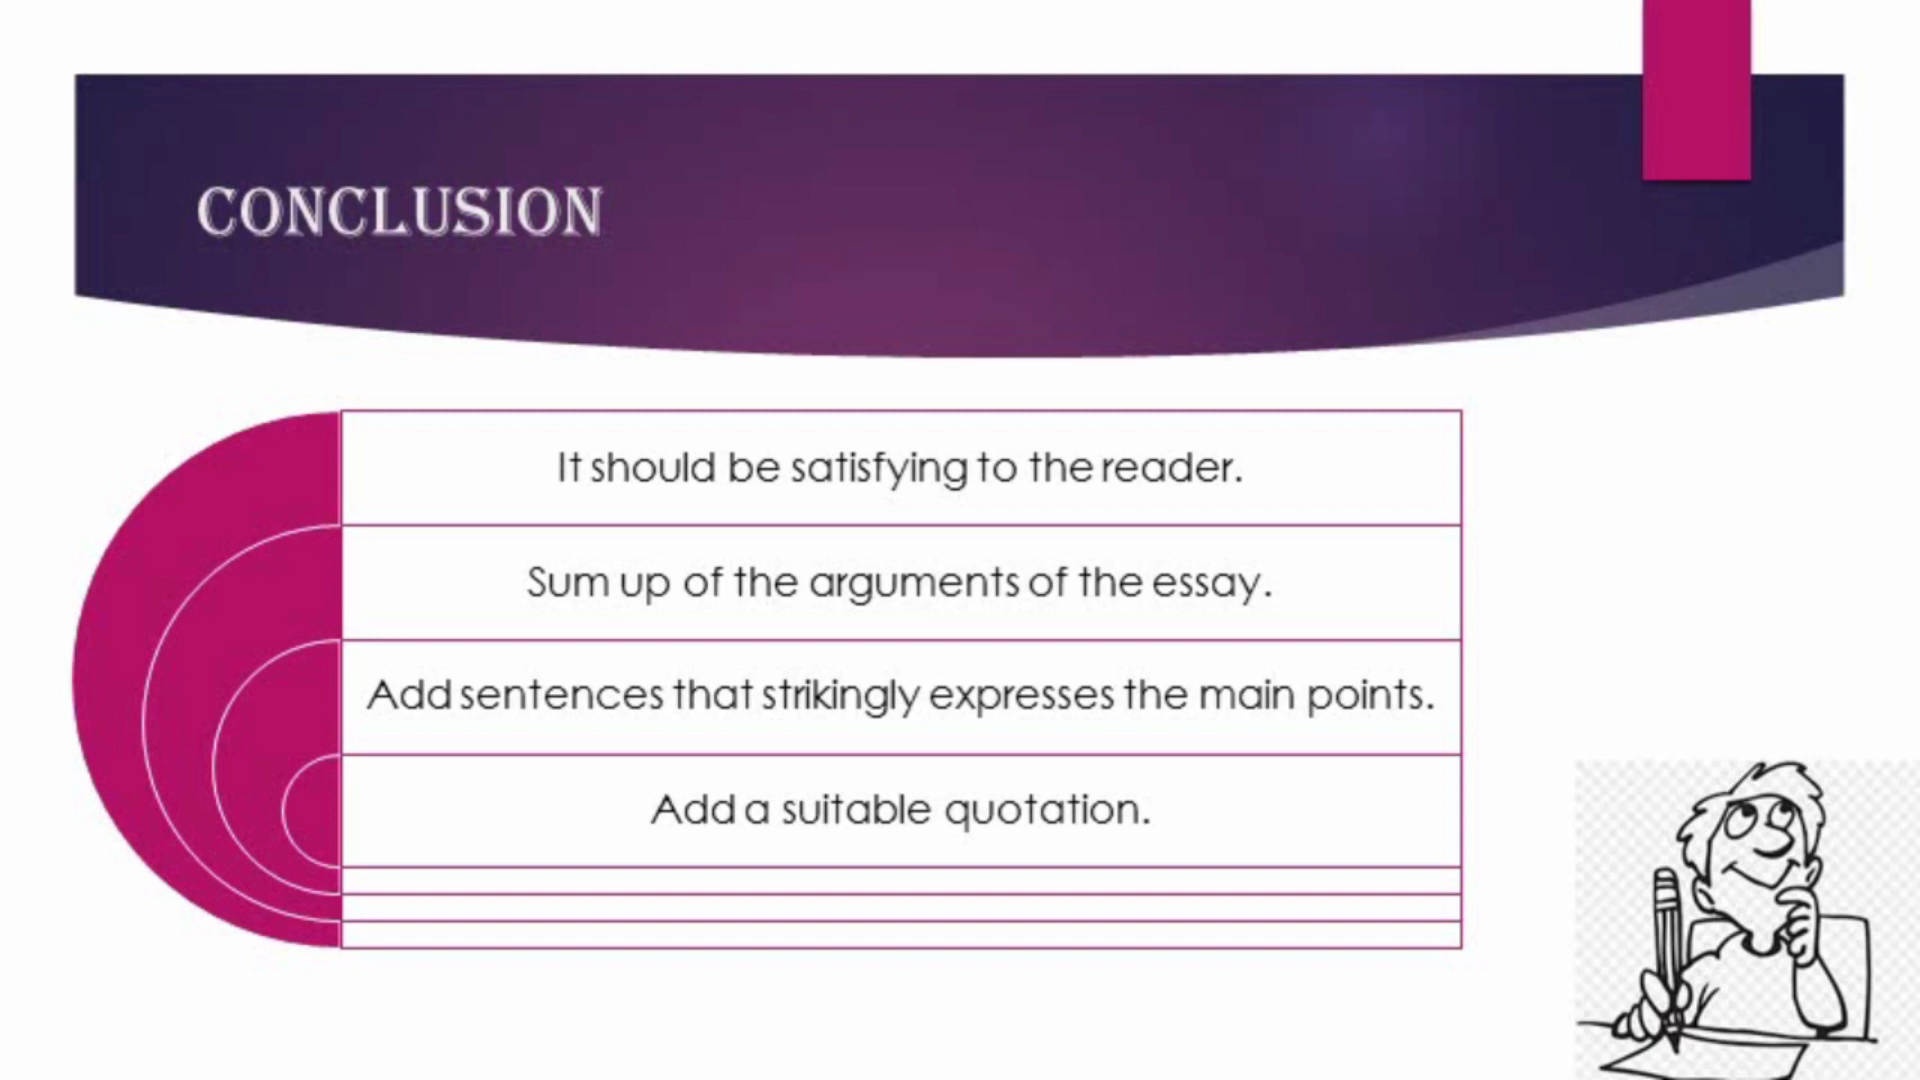 CONCLUSION
It should be satisfying to the reader.
Sum up of the arguments of the essay.
Add sentences that strikingly expresses the main points.
Add a suitable quotation.